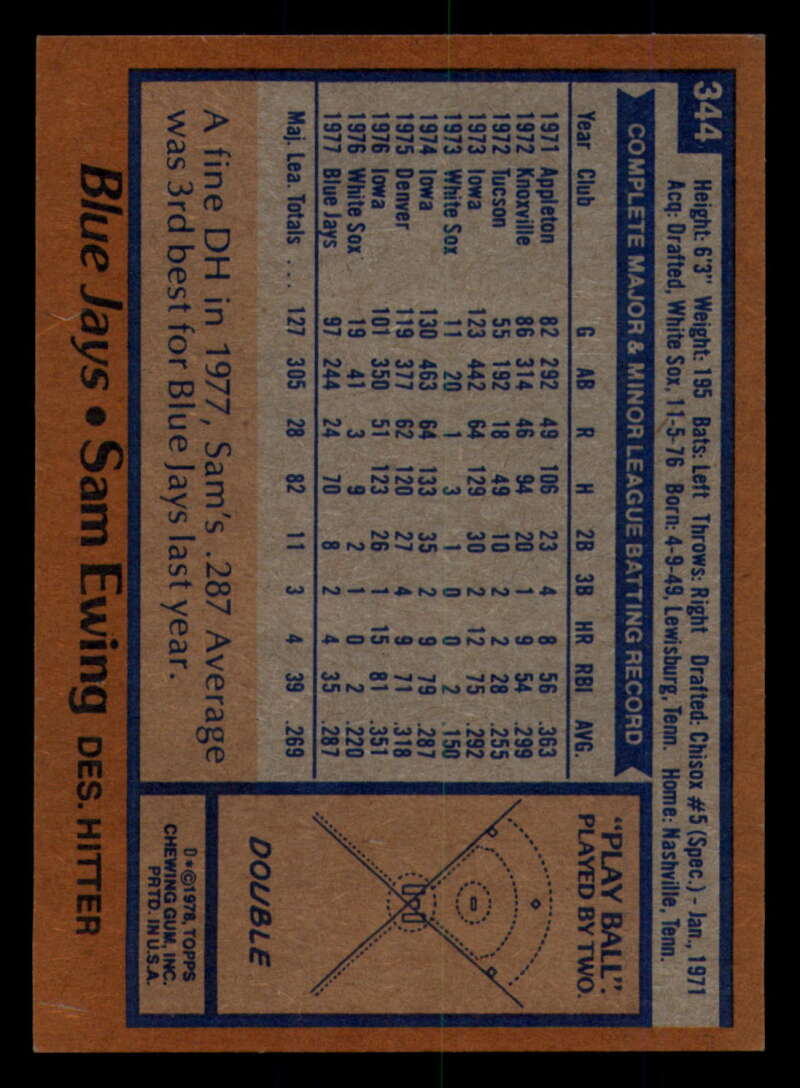 344
Height: 6'3" Weight: 195 Bats: Left Throws: Right Drafted: Chisox #5 (Spec.) - Jan., 1971
Acq: Drafted, White Sox, 11-5-76 Born: 4-9-49, Lewisburg, Tenn. Home: Nashville, Tenn.
COMPLETE MAJOR & MINOR LEAGUE BATTING RECORD
Year Club G AB R H 2B 3B HR RBI AVG.
1971 Appleton 82 292 49 106 23 4 8 56 .363
1972 Knoxville 86 314 46 94 20 1 9 54 .299
1972 Tucson 55 192 18 49 10 2 2 28 .255
1973 Iowa 123 442 64 129 30 2 12 75 .292
1973 White Sox 11 20 1 3 1 0 0 2 .150
1974 Iowa 130 463 64 133 35 2 9 79 .287
1975 Denver 119 377 62 120 27 4 9 71 .318
1976 Iowa 101 350 51 123 26 1 15 81 .351
1976 White Sox 19 41 3 9 2 1 0 2 .220
1977 Blue Jays 97 244 24 70 8 2 4 35 .287
Maj. Lea. Totals ... 127 305 28 82 11 3 4 39 .269
A fine DH in 1977, Sam's .287 Average
was 3rd best for Blue Jays last year.
"PLAY BALL":
PLAYED BY TWO.
DOUBLE
D*©1978, TOPPS
CHEWING GUM, INC.
PRTD. IN U.S.A.
Blue Jays • Sam Ewing DES. HITTER